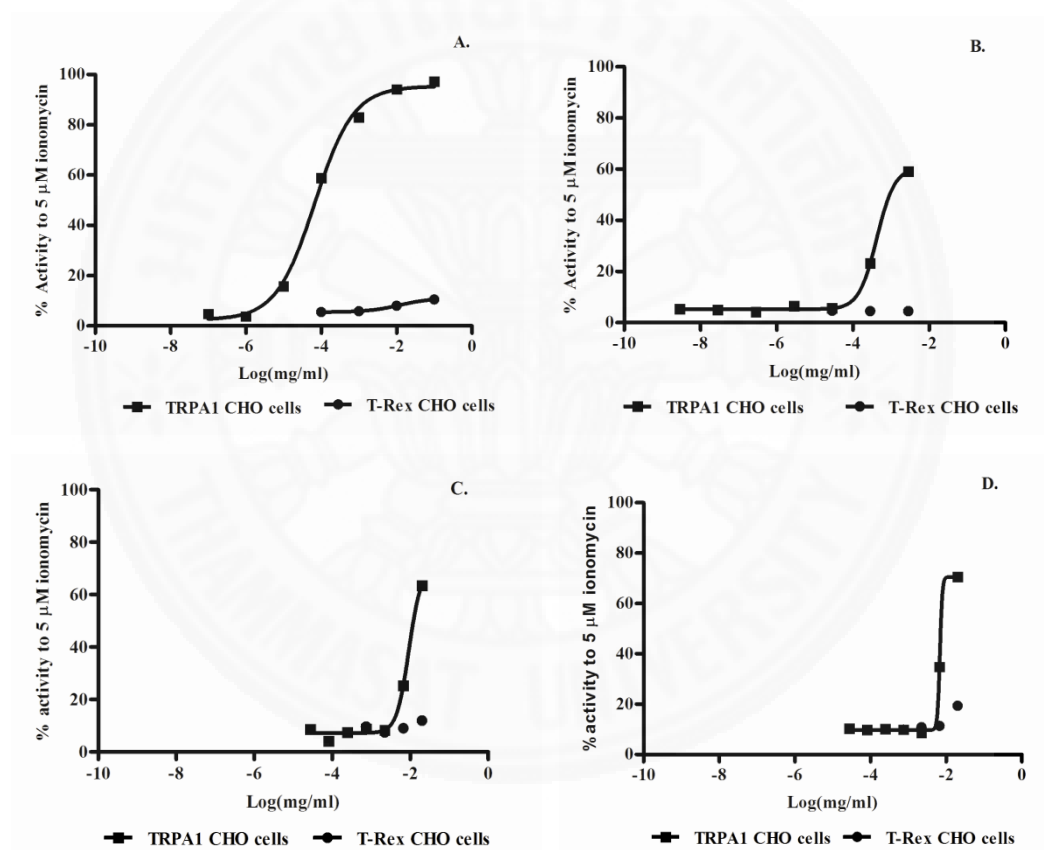 A.
% Activity to 5 μM ionomycin
100
80
60
40
20
0
-10 -8 -6 -4 -2 0
Log(mg/ml)
TRPA1 CHO cells T-Rex CHO cells
B.
% Activity to 5 μM ionomycin
100
80
60
40
20
0
-10 -8 -6 -4 -2 0
Log(mg/ml)
TRPA1 CHO cells T-Rex CHO cells
C.
% activity to 5 μM ionomycin
100
80
60
40
20
0
-10 -8 -6 -4 -2 0
Log(mg/ml)
TRPA1 CHO cells T-Rex CHO cells
D.
%activity to 5 μM ionomycin
100
80
60
40
20
0
-10 -8 -6 -4 -2 0
Log(mg/ml)
TRPA1 CHO cells T-Rex CHO cells
THAMMASAT UNIVERSITY